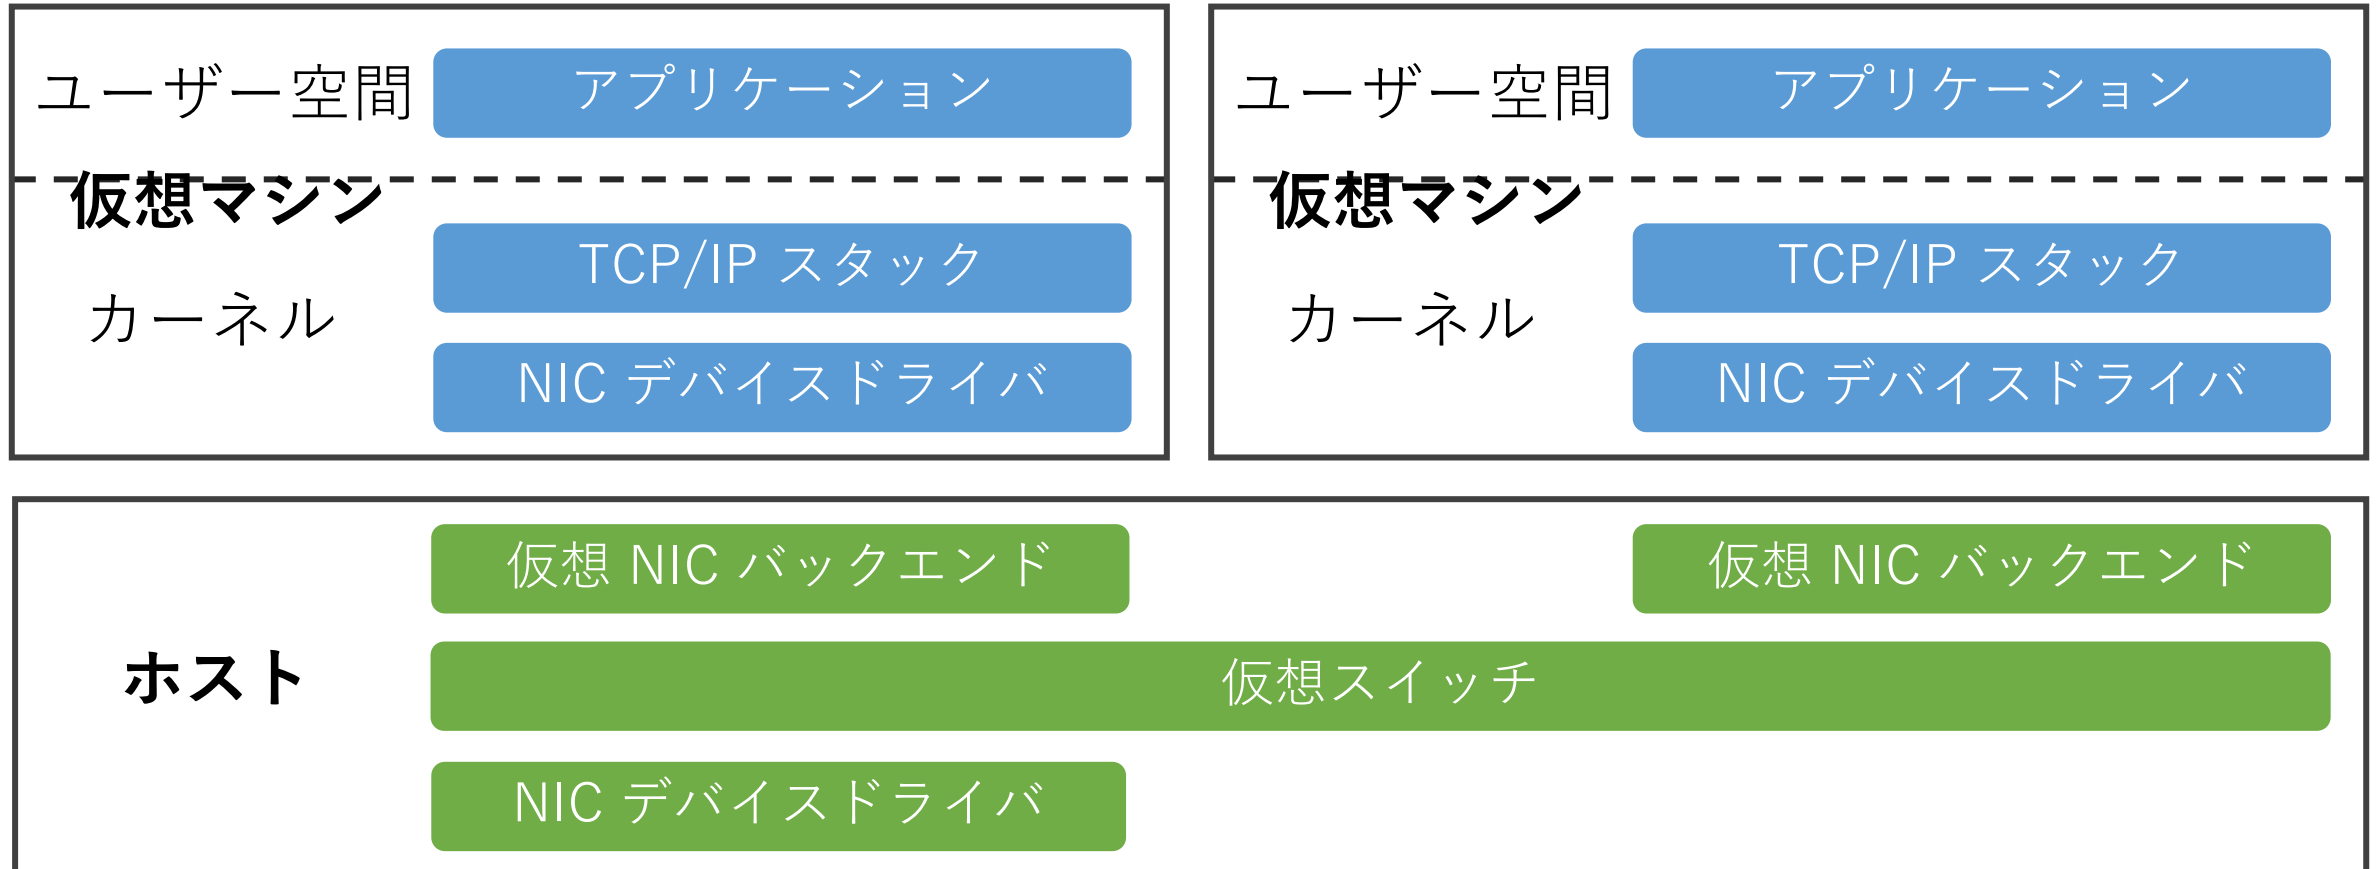 ユーザー空間
アプリケーション
仮想マシン
TCP/IP スタック
カーネル
NIC デバイスドライバ
ユーザー空間
アプリケーション
仮想マシン
TCP/IP スタック
カーネル
NIC デバイスドライバ
仮想 NIC バックエンド
仮想 NIC バックエンド
ホスト
仮想スイッチ
NIC デバイスドライバ